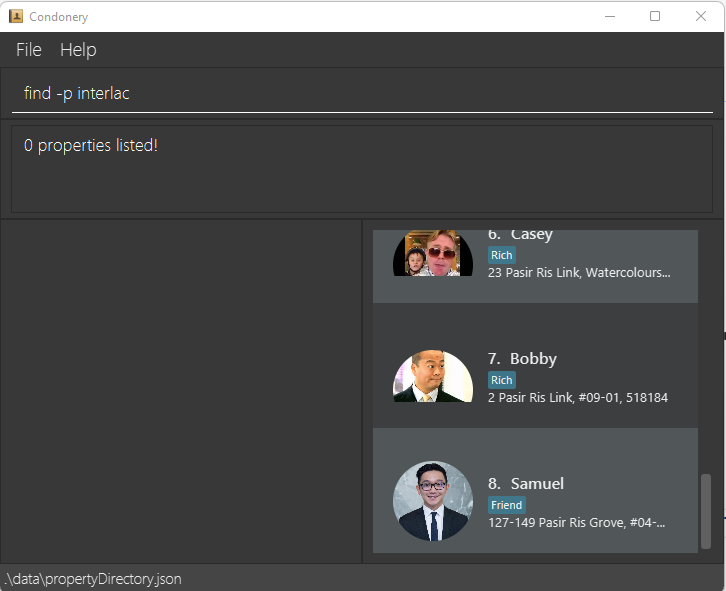 Condonery
File Help
find -p interlac
0 properties listed!
6. Casey
Rich
23 Pasir Ris Link, Watercolours...
7. Bobby
Rich
2 Pasir Ris Link, #09-01, 518184
8. Samuel
Friend
127-149 Pasir Ris Grove, #04-...
.\data\propertyDirectory.json